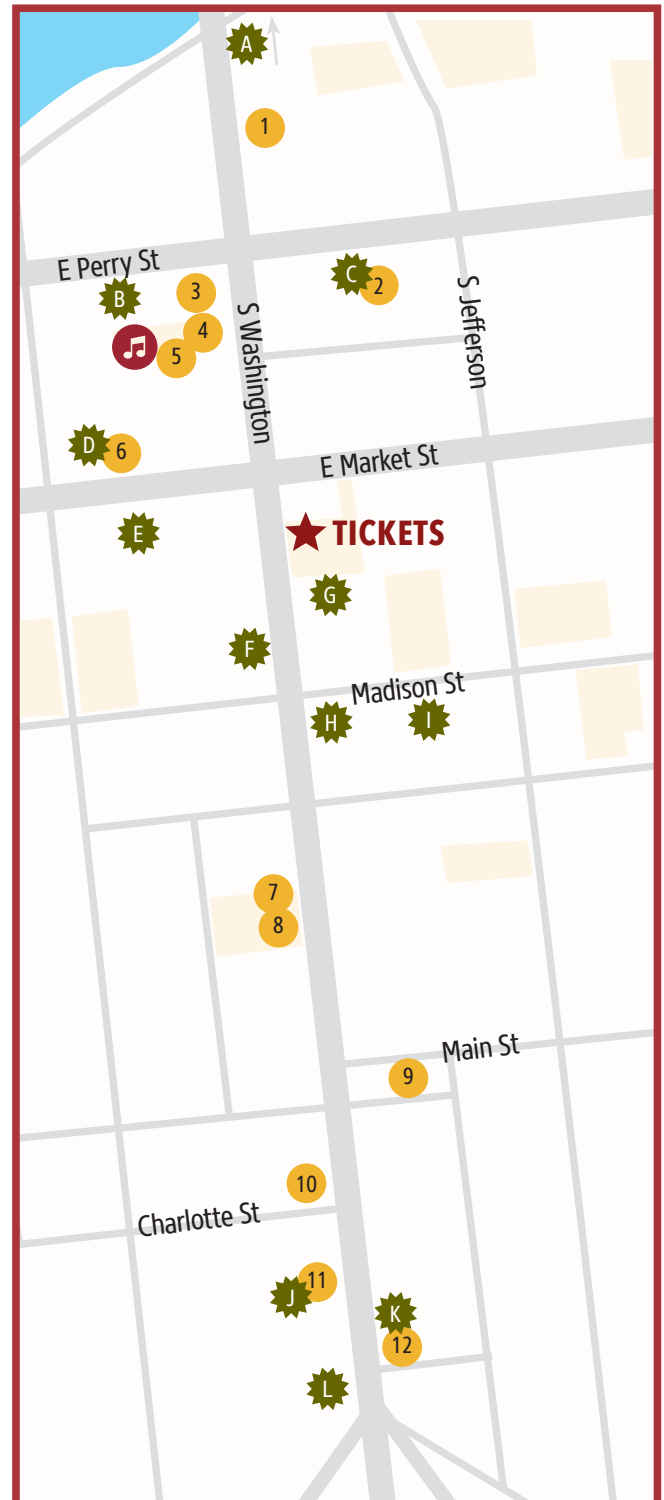 A
1
E Perry St
C
2
B
3
S Washington
S Jefferson
4
5
D
6
E Market St
E
TICKETS
G
F
Madison St
H
I
7
8
Main St
9
10
Charlotte St
11
J
K
12
L